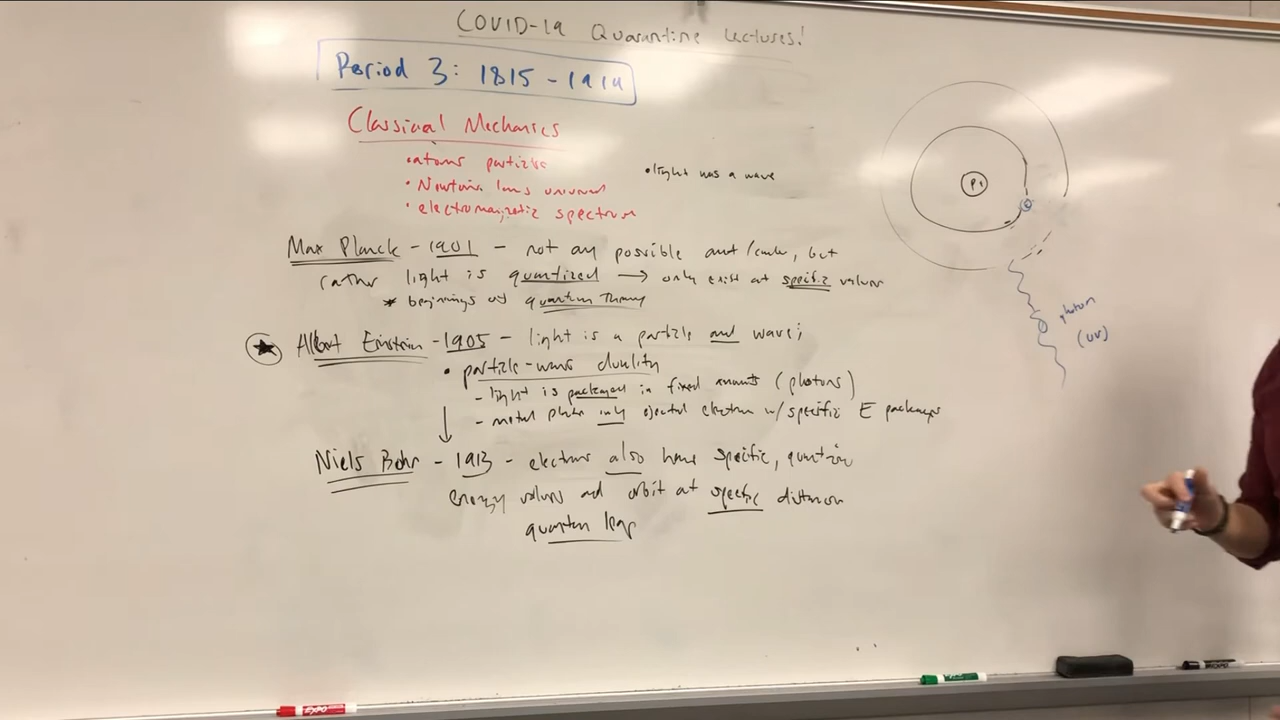 COVID-19 Quarantine Lectures!
Period 3: 1815-1914
Classical Mechanics
• atoms particles
• light was a wave
• Newton's laws universal
• electromagnetic spectrum
Max Planck - 1901 - not any possible amt/, but
rather light is quantized → only exist at specific values
* beginnings of quantum theory
★ Albert Einstein - 1905 - light is a particle and wave;
• particle-wave duality
- light is packaged in fixed amounts (photons)
- metal plate only ejected electron w/ specific E packages
↓
Niels Bohr - 1913 - electrons also have specific, quantum
energy values and orbit at specific distances
quantum leap
P+
e
photon
(UV)
EXPO
EXPO